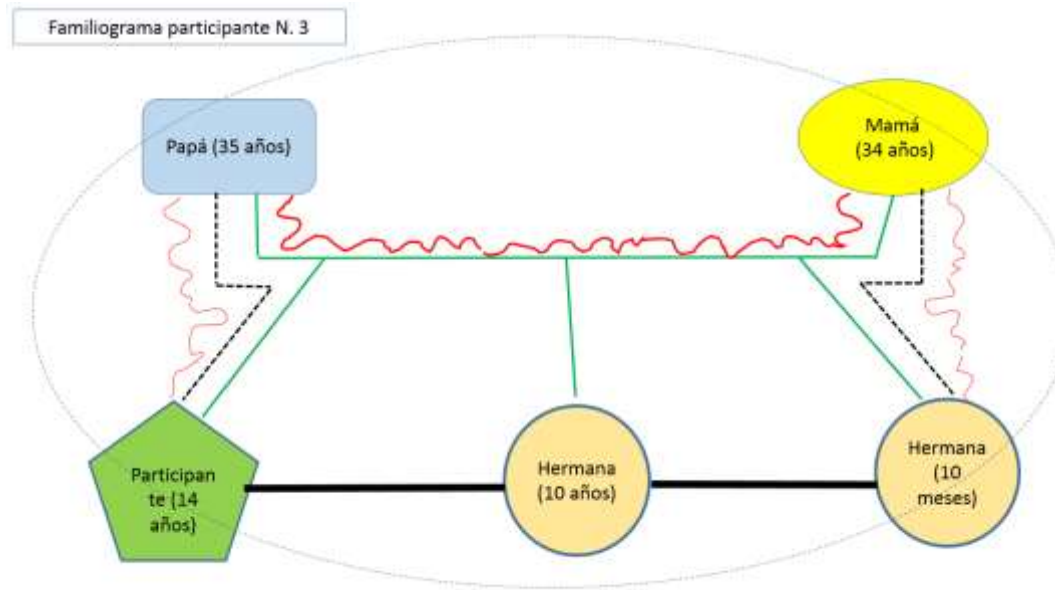 Familiograma participante N. 3
Papá (35 años)
Mamá
(34 años)
Participan
te (14
años)
Hermana
(10 años)
Hermana
(10
meses)